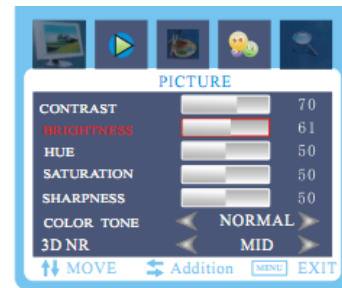 PICTURE
CONTRAST 70
BRIGHTNESS 61
HUE 50
SATURATION 50
SHARPNESS 50
COLOR TONE NORMAL
3D NR MID
MOVE Addition MENU EXIT